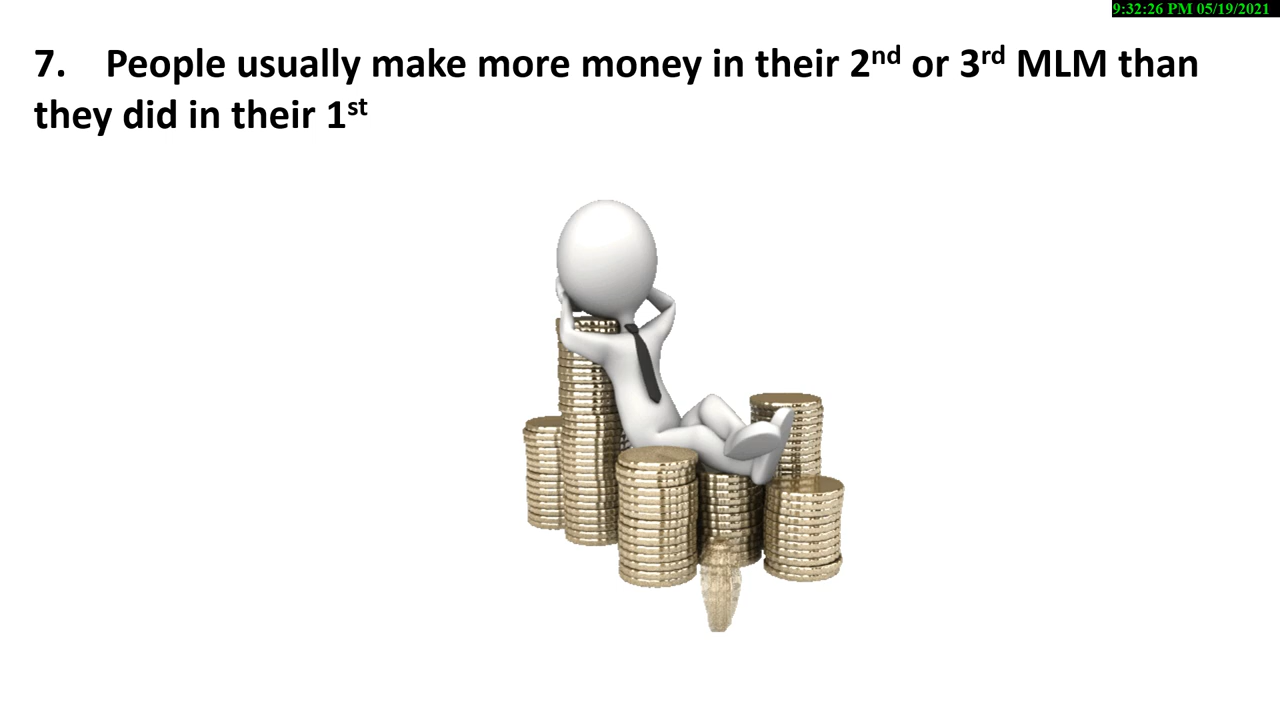 9:32:26 PM 05/19/2021
7. People usually make more money in their 2nd or 3rd MLM than
they did in their 1st